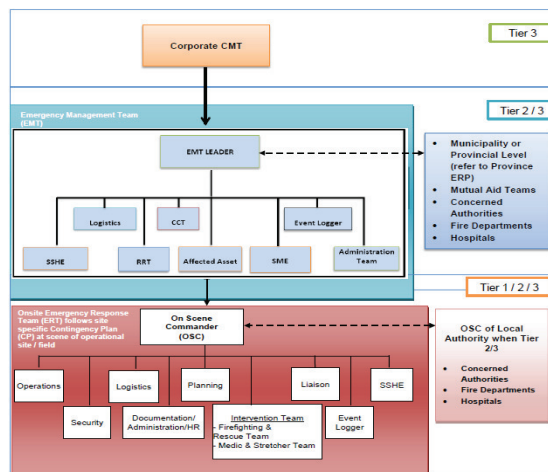 Corporate CMT
Tier 3
Tier 2 / 3
Emergency Management Team
(EMT)
EMT LEADER
Logistics
CCT
Event Logger
SSHE
RRT
Affected Asset
SME
Administration
Team
• Municipality or
Provincial Level
(refer to Province
ERP)
• Mutual Aid Teams
• Concerned
Authorities
• Fire Departments
• Hospitals
Tier 1 / 2 / 3
Onsite Emergency Response
Team (ERT) follows site
specific Contingency Plan
(CP) at scene of operational
site / field
On Scene
Commander
(OSC)
OSC of Local
Authority when Tier
2/3
• Concerned
Authorities
• Fire Departments
• Hospitals
Operations
Logistics
Planning
Liaison
SSHE
Security
Documentation/
Administration/HR
Intervention Team
- Firefighting &
Rescue Team
- Medic & Stretcher Team
Event
Logger